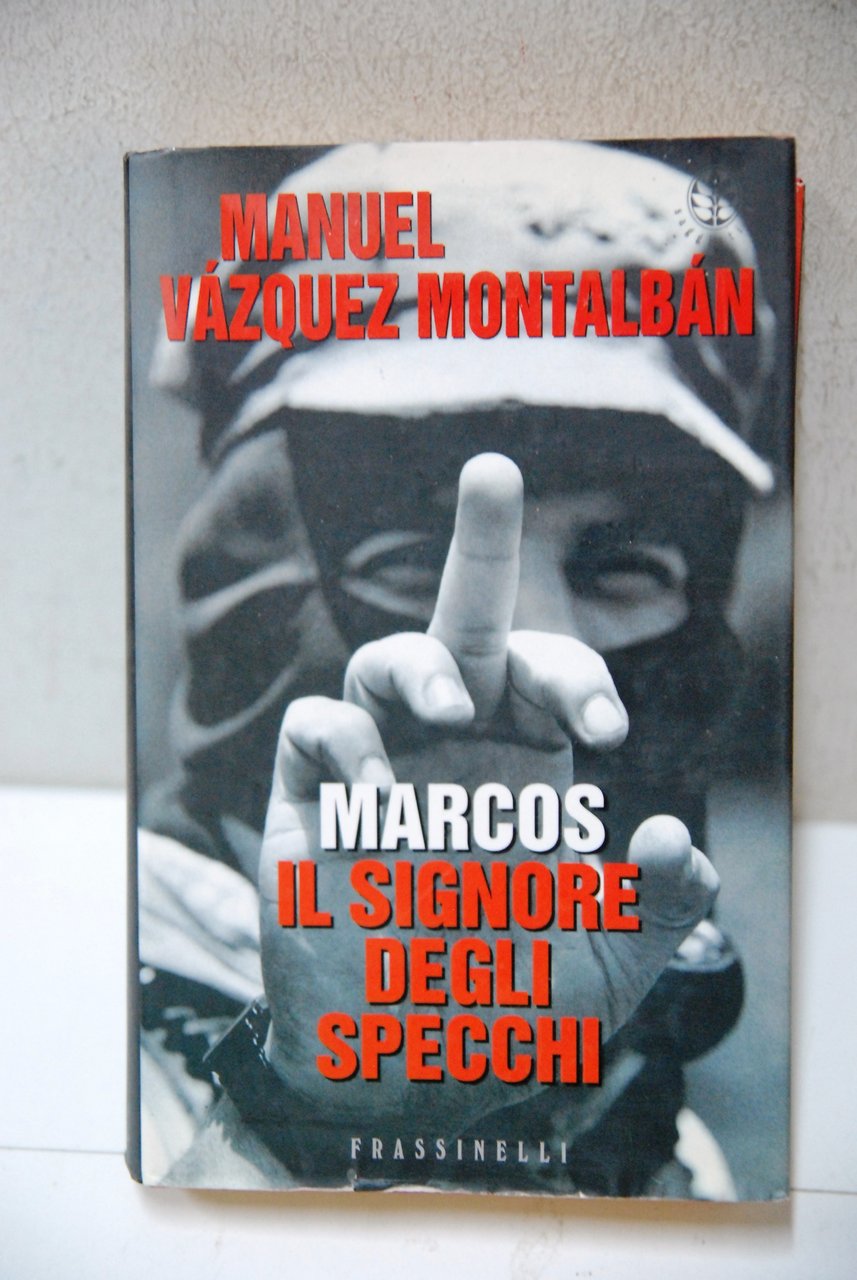 MANUEL
VÁZQUEZ MONTALBÁN
MARCOS
IL SIGNORE
DEGLI
SPECCHI
FRASSINELLI